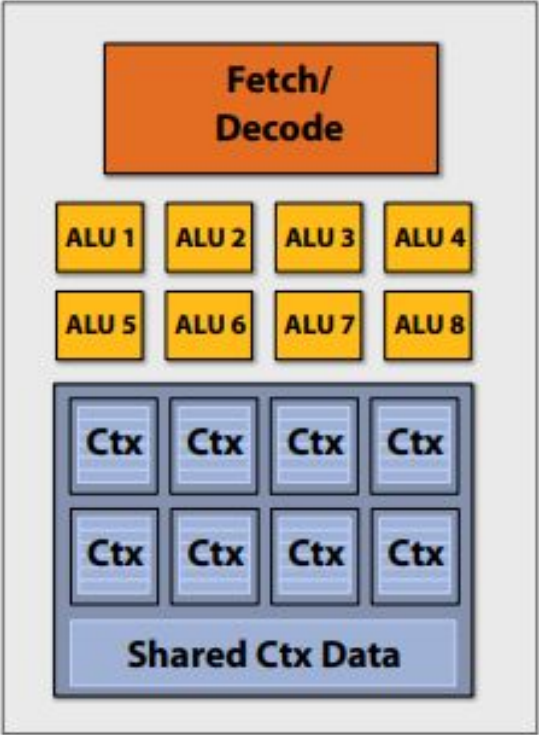 Fetch/
Decode
ALU 1 ALU 2 ALU 3 ALU 4
ALU 5 ALU 6 ALU 7 ALU 8
Ctx Ctx Ctx Ctx
Ctx Ctx Ctx Ctx
Shared Ctx Data